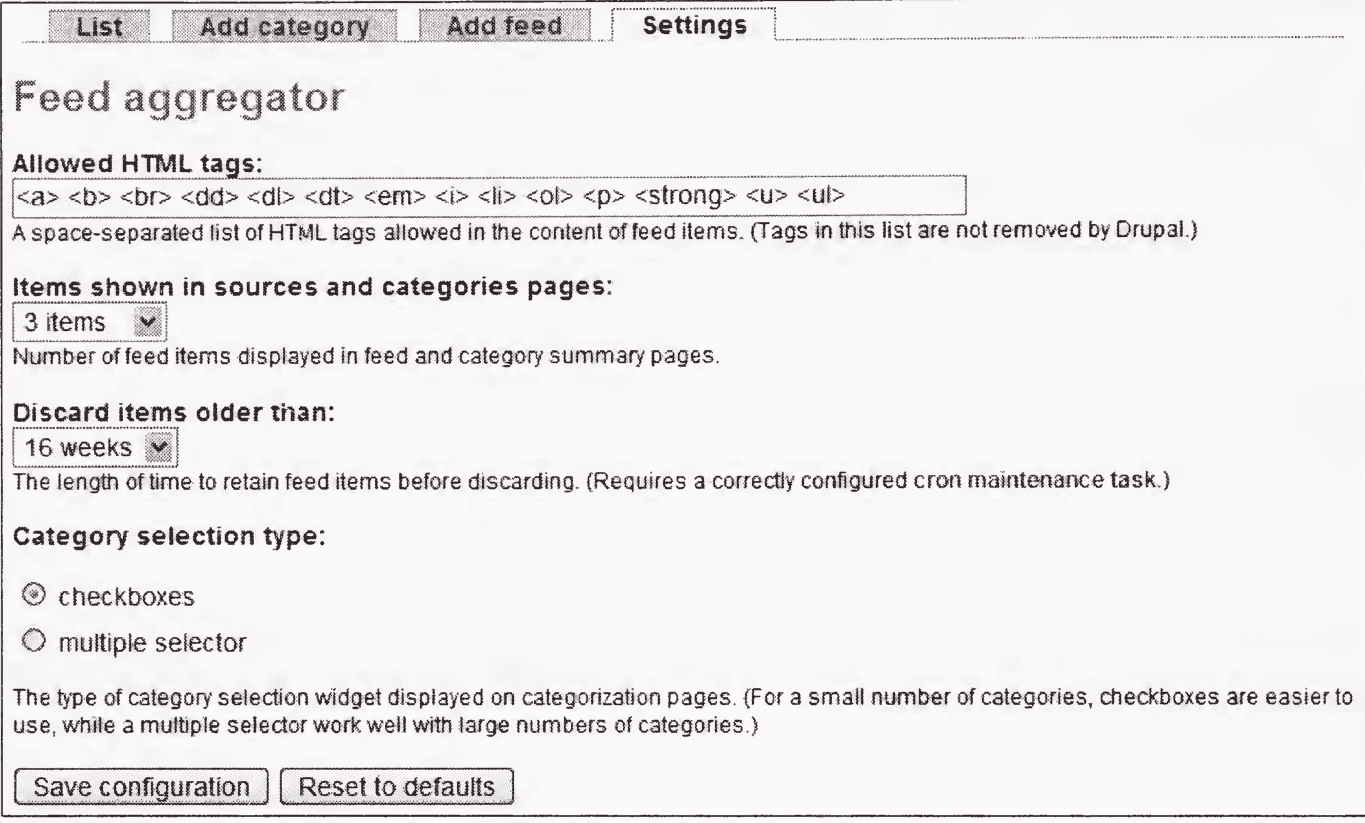 List Add category Add feed Settings
Feed aggregator
Allowed HTML tags:
<a> <b> <br> <dd> <dl> <dt> <em> <i> <li> <ol> <p> <strong> <u> <ul>
A space-separated list of HTML tags allowed in the content of feed items. (Tags in this list are not removed by Drupal.)
Items shown in sources and categories pages:
3 items
Number of feed items displayed in feed and category summary pages.
Discard items older than:
16 weeks
The length of time to retain feed items before discarding. (Requires a correctly configured cron maintenance task.)
Category selection type:
checkboxes
multiple selector
The type of category selection widget displayed on categorization pages. (For a small number of categories, checkboxes are easier to
use, while a multiple selector work well with large numbers of categories.)
Save configuration Reset to defaults